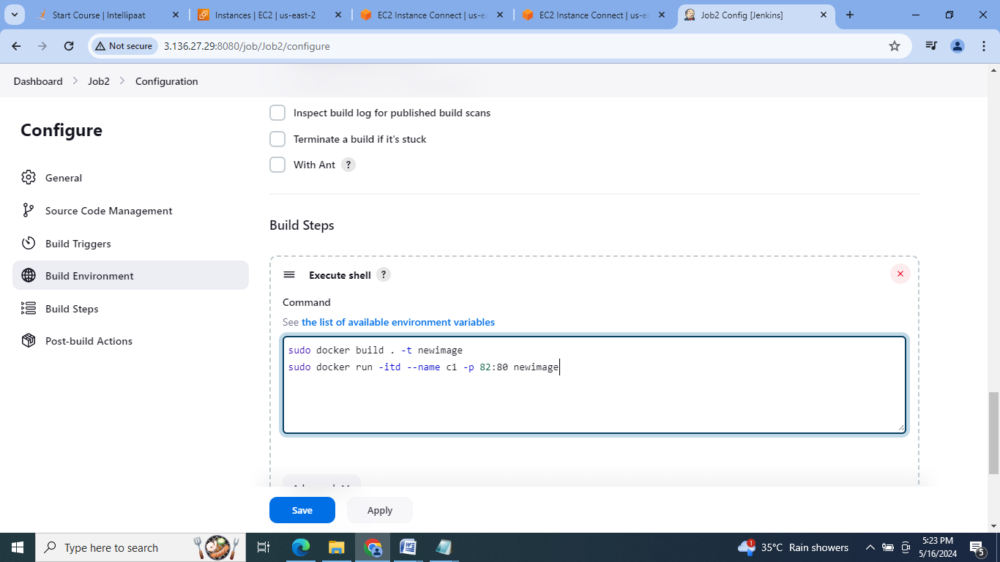 Start Course | Intellipaat
Instances | EC2 | us-east-2
EC2 Instance Connect | us-e
EC2 Instance Connect | us-e
Job2 Config [Jenkins]
Not secure
3.136.27.29:8080/job/Job2/configure
Dashboard
Job2
Configuration
Configure
General
Source Code Management
Build Triggers
Build Environment
Build Steps
Post-build Actions
Inspect build log for published build scans
Terminate a build if it's stuck
With Ant ?
Build Steps
Execute shell ?
Command
See the list of available environment variables
sudo docker build . -t newimage
sudo docker run -itd --name c1 -p 82:80 newimage
Save
Apply
Type here to search
1
35°C Rain showers
5:23 PM
5/16/2024
5